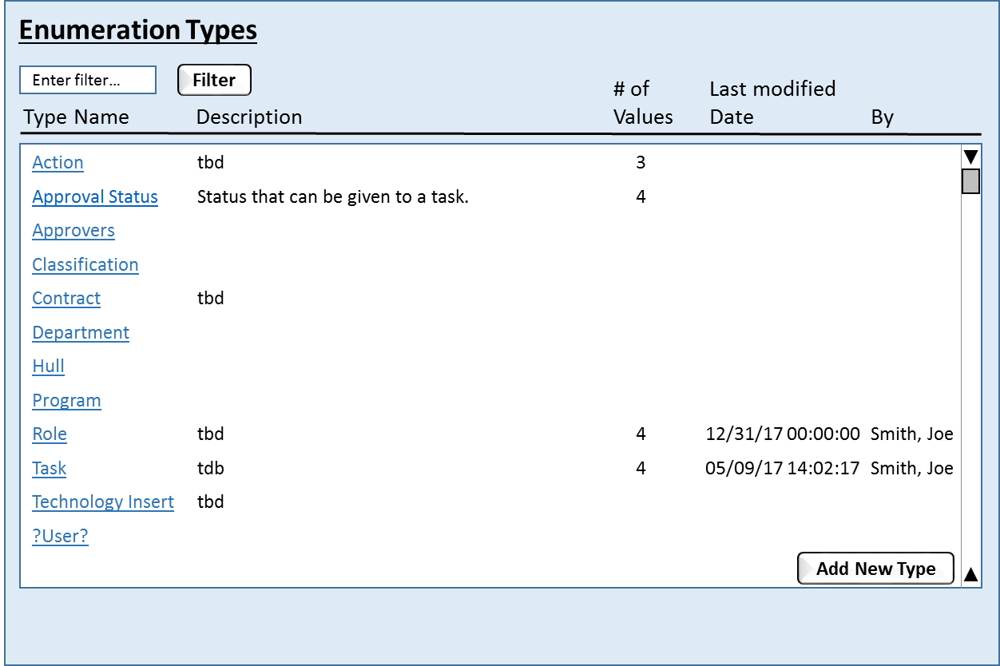 Enumeration Types
Enter filter... Filter
# of Last modified
Type Name Description Values Date By
Action tbd 3
Approval Status Status that can be given to a task. 4
Approvers
Classification
Contract tbd
Department
Hull
Program
Role tbd 4 12/31/17 00:00:00 Smith, Joe
Task tdb 4 05/09/17 14:02:17 Smith, Joe
Technology Insert tbd
?User?
Add New Type